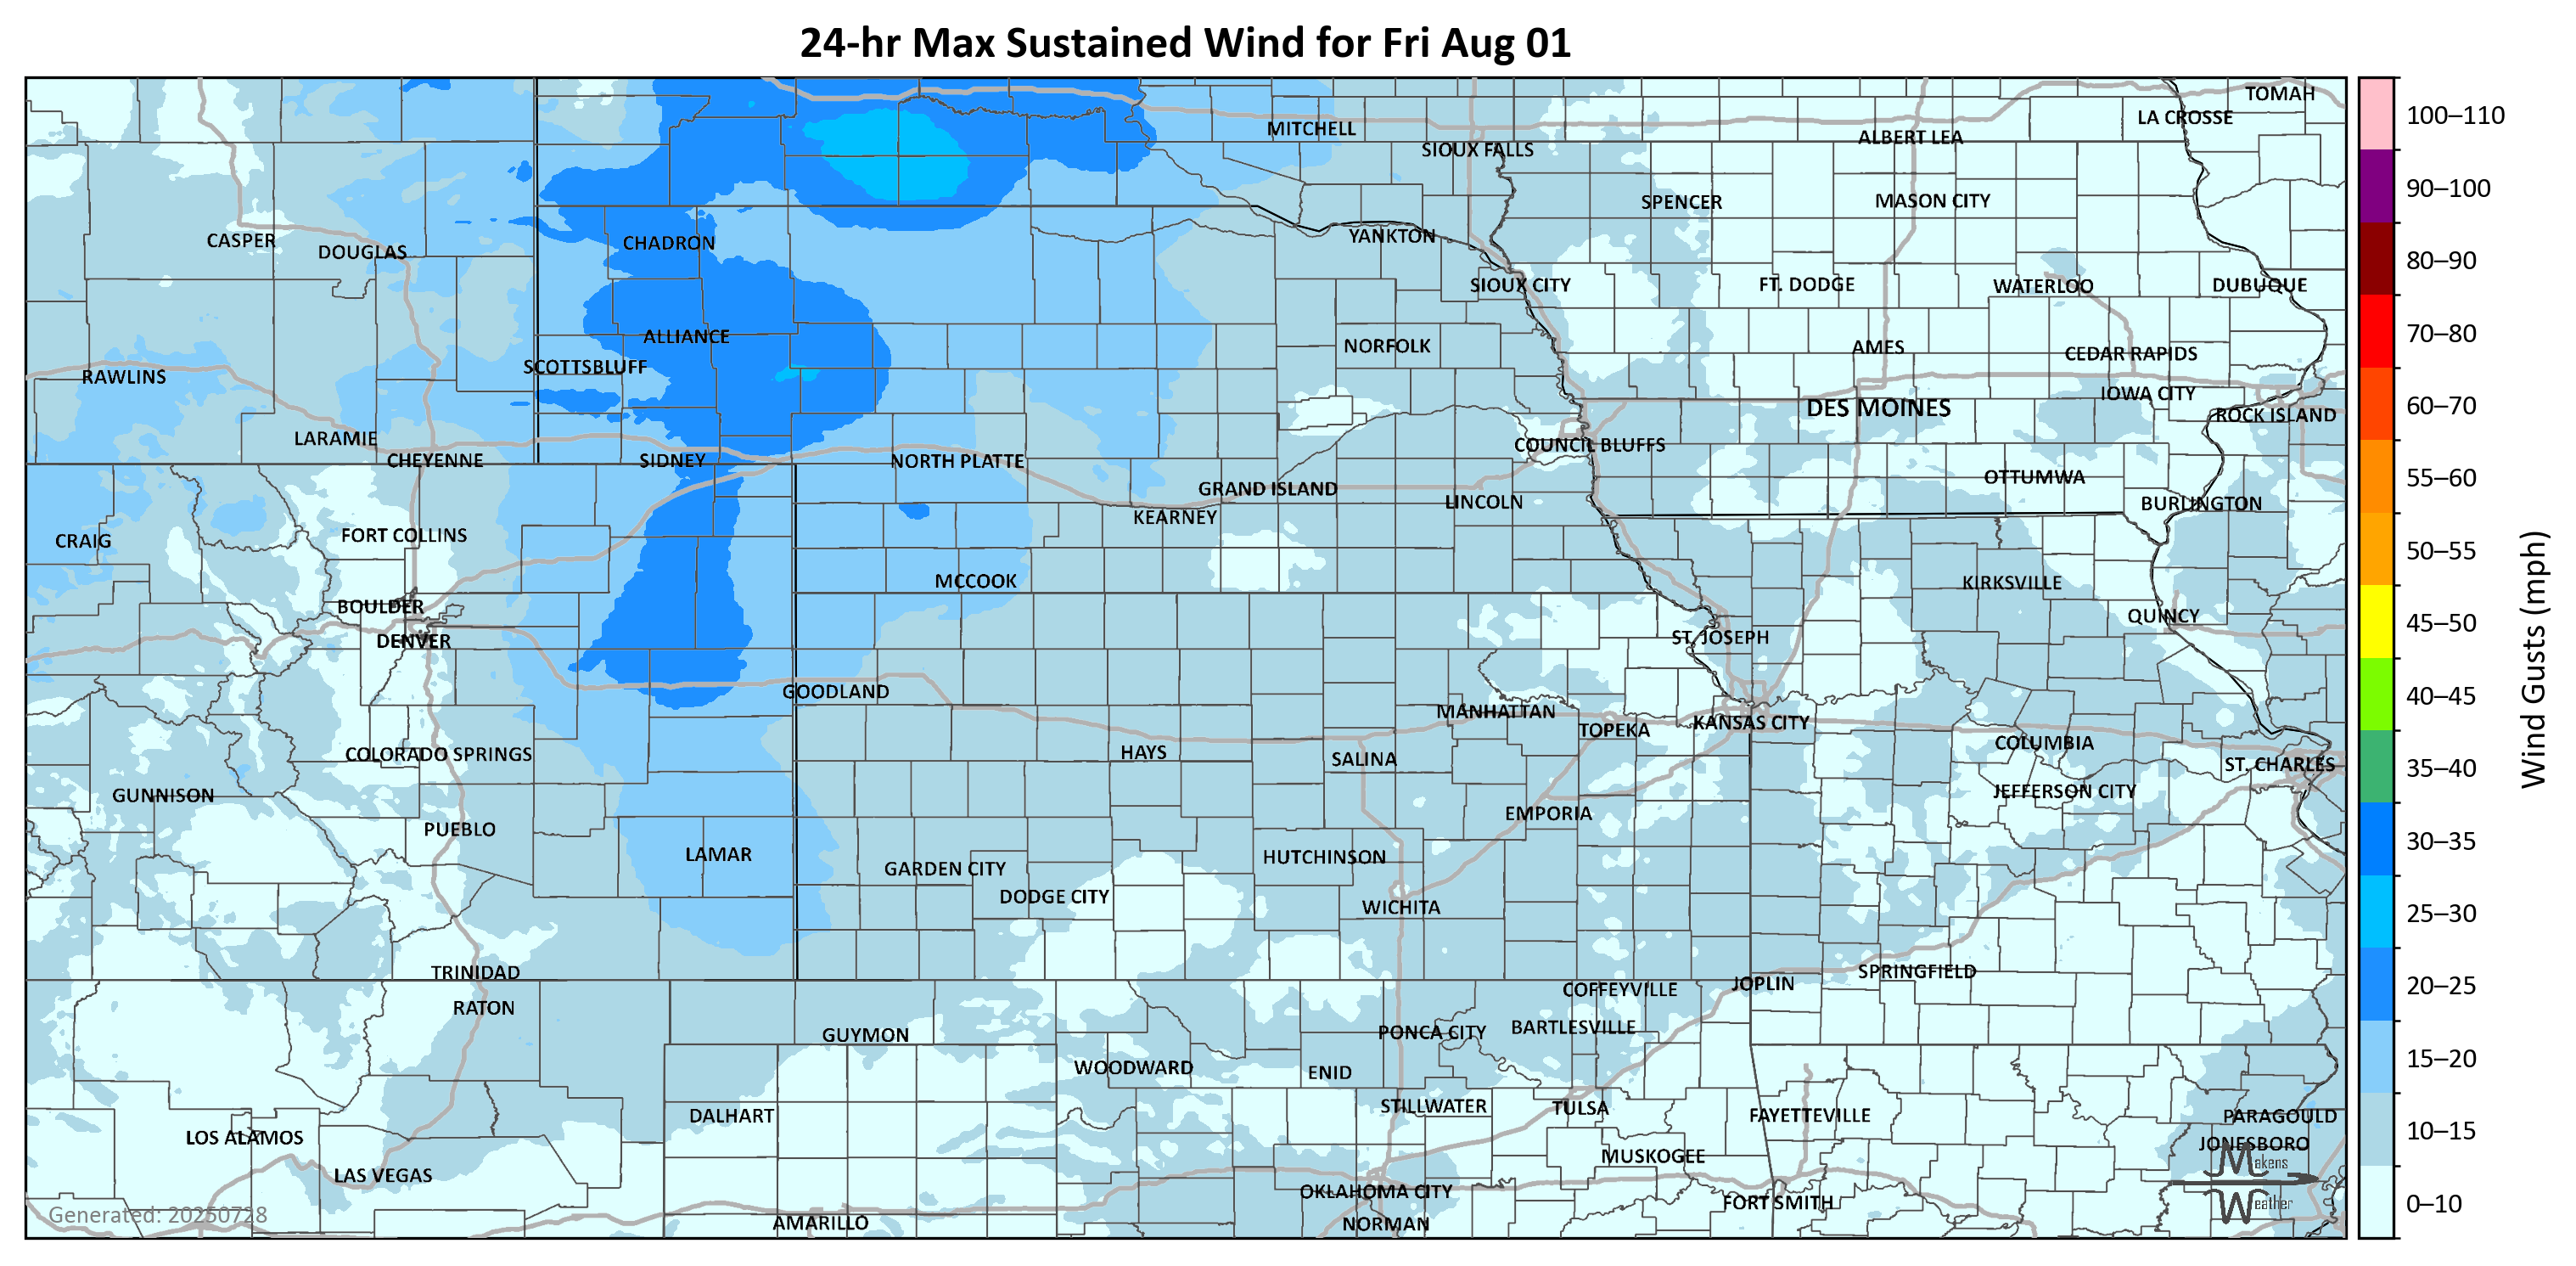 24-hr Max Sustained Wind for Fri Aug 01
TOMAH
LA CROSSE
MITCHELL
ALBERT LEA
SIOUX FALLS
SPENCER
MASON CITY
CASPER
DOUGLAS
CHADRON
YANKTON
SIOUX CITY
FT. DODGE
WATERLOO
DUBUQUE
ALLIANCE
NORFOLK
AMES
CEDAR RAPIDS
SCOTTSBLUFF
RAWLINS
IOWA CITY
DES MOINES
ROCK ISLAND
LARAMIE
COUNCIL BLUFFS
CHEYENNE
SIDNEY
NORTH PLATTE
OTTUMWA
GRAND ISLAND
LINCOLN
BURLINGTON
KEARNEY
CRAIG
FORT COLLINS
MCCOOK
KIRKSVILLE
BOULDER
QUINCY
DENVER
ST. JOSEPH
GOODLAND
MANHATTAN
TOPEKA
KANSAS CITY
COLORADO SPRINGS
HAYS
SALINA
COLUMBIA
ST. CHARLES
GUNNISON
JEFFERSON CITY
PUEBLO
EMPORIA
LAMAR
GARDEN CITY
HUTCHINSON
DODGE CITY
WICHITA
TRINIDAD
SPRINGFIELD
JOPLIN
COFFEYVILLE
RATON
GUYMON
PONCA CITY
BARTLESVILLE
WOODWARD
ENID
DALHART
STILLWATER
TULSA
FAYETTEVILLE
PARAGOULD
LOS ALAMOS
JONESBORO
MUSKOGEE
LAS VEGAS
OKLAHOMA CITY
FORT SMITH
AMARILLO
NORMAN
Generated: 20250728
Makens
Weather
100–110
90–100
80–90
70–80
60–70
55–60
50–55
45–50
40–45
35–40
30–35
25–30
20–25
15–20
10–15
0–10
Wind Gusts (mph)